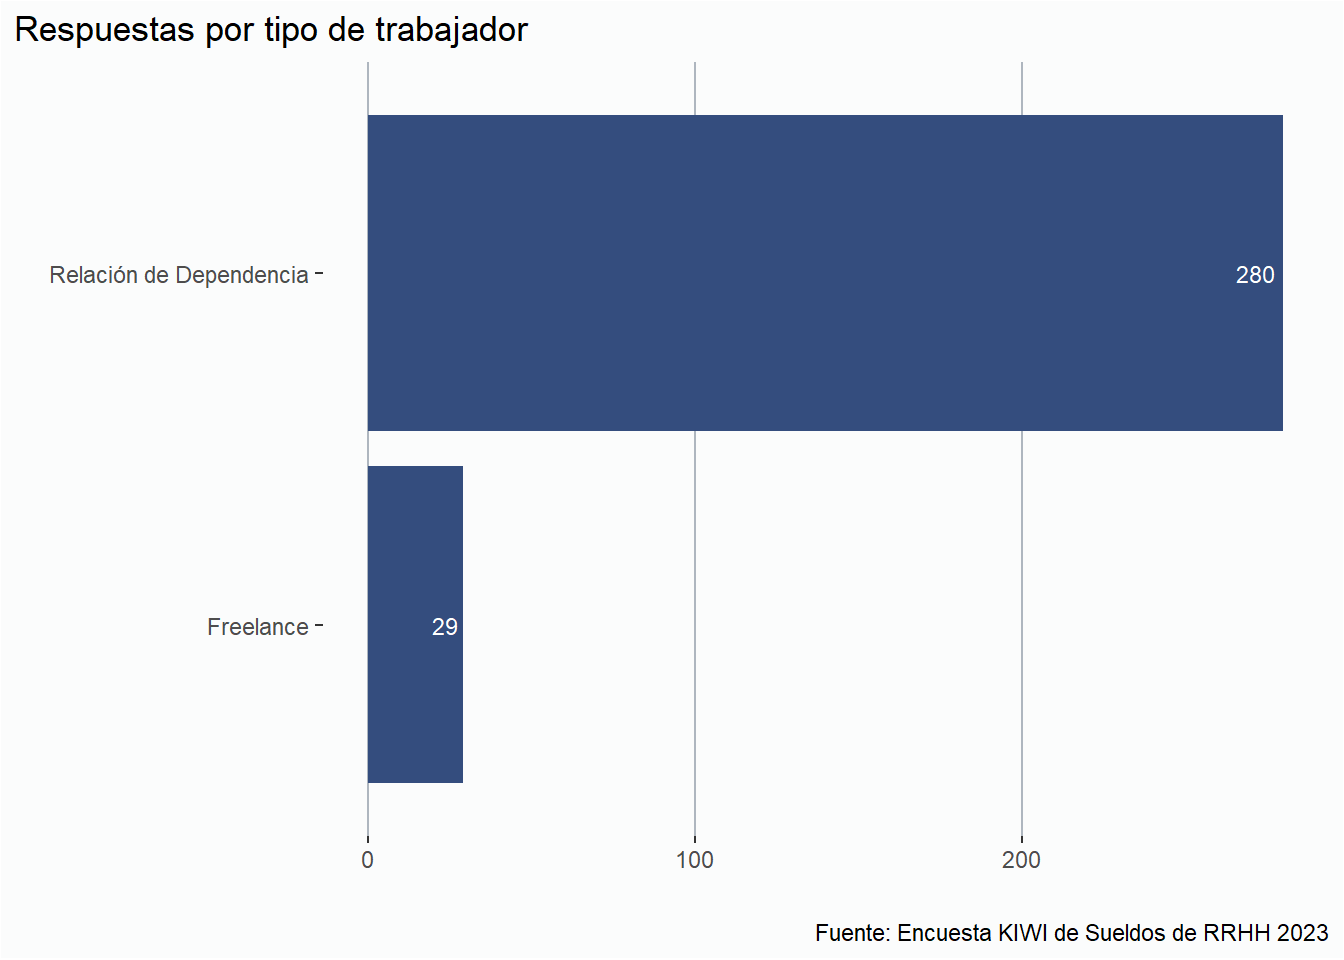 Respuestas por tipo de trabajador
Relación de Dependencia
280
Freelance
29
0
100
200
Fuente: Encuesta KIWI de Sueldos de RRHH 2023